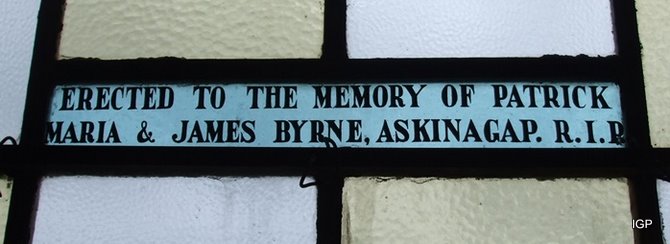 ERECTED TO THE MEMORY OF PATRICK
MARIA & JAMES BYRNE, ASKINAGAP. R.I.P
IGP